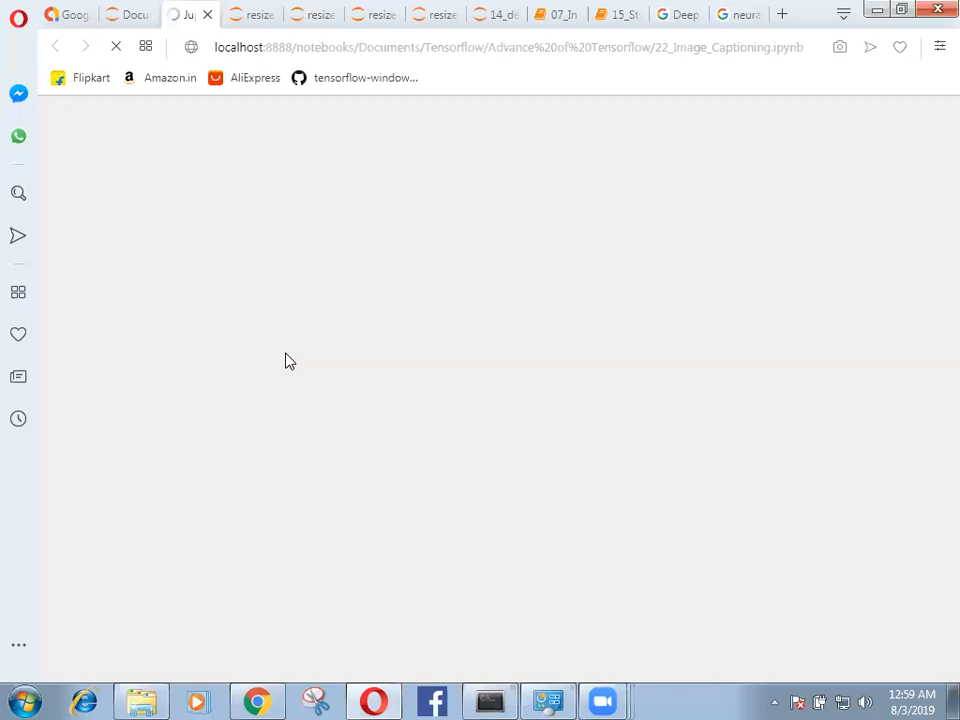 Goog
Docu
Ju
resize
resize
resize
resize
14_de
07_In
15_St
Deep
neura
localhost:8888/notebooks/Documents/Tensorflow/Advance%20of%20Tensorflow/22_Image_Captioning.ipynb
Flipkart
Amazon.in
AliExpress
tensorflow-window...
12:59 AM
8/3/2019